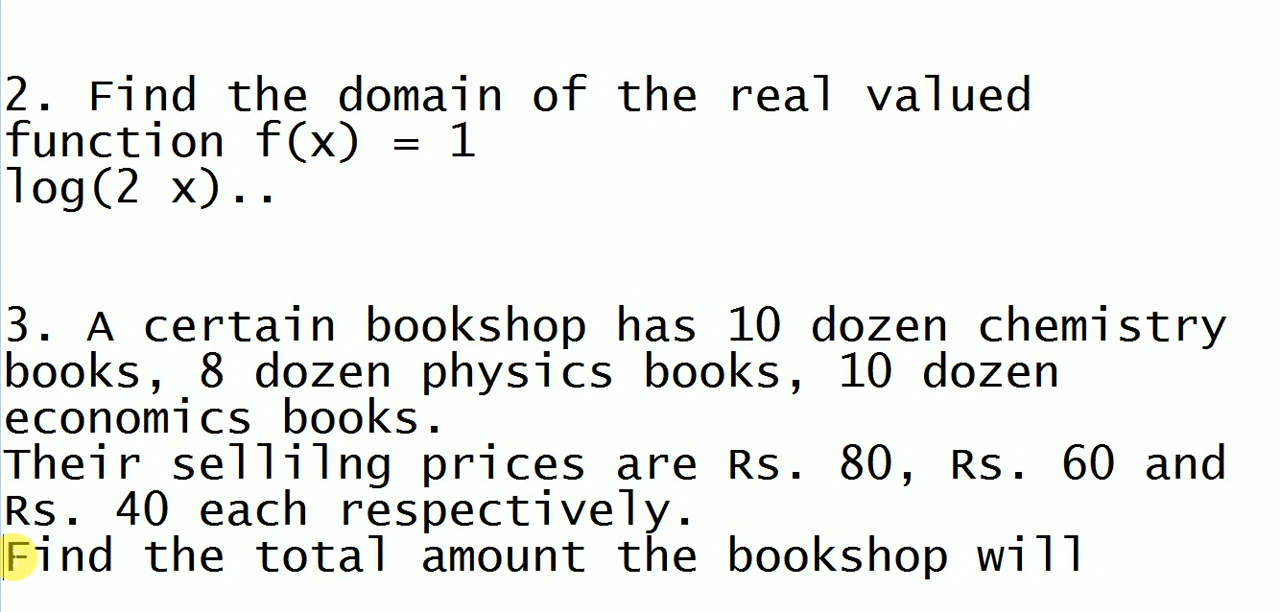 2. Find the domain of the real valued
function f(x) = 1
log(2 x)..
3. A certain bookshop has 10 dozen chemistry
books, 8 dozen physics books, 10 dozen
economics books.
Their sellilng prices are Rs. 80, Rs. 60 and
Rs. 40 each respectively.
Find the total amount the bookshop will